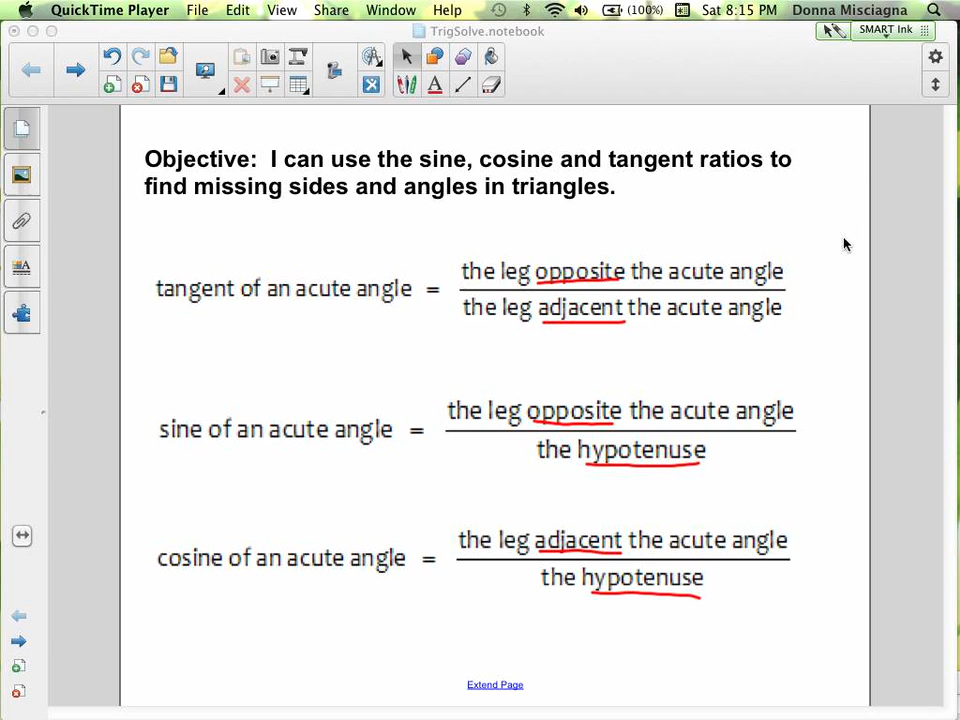 QuickTime Player File Edit View Share Window Help (100%) Sat 8:15 PM Donna Misciagna
TrigSolve.notebook
SMART Ink
Objective: I can use the sine, cosine and tangent ratios to
find missing sides and angles in triangles.
the leg opposite the acute angle
tangent of an acute angle =
the leg adjacent the acute angle
the leg opposite the acute angle
sine of an acute angle =
the hypotenuse
the leg adjacent the acute angle
cosine of an acute angle =
the hypotenuse
Extend Page